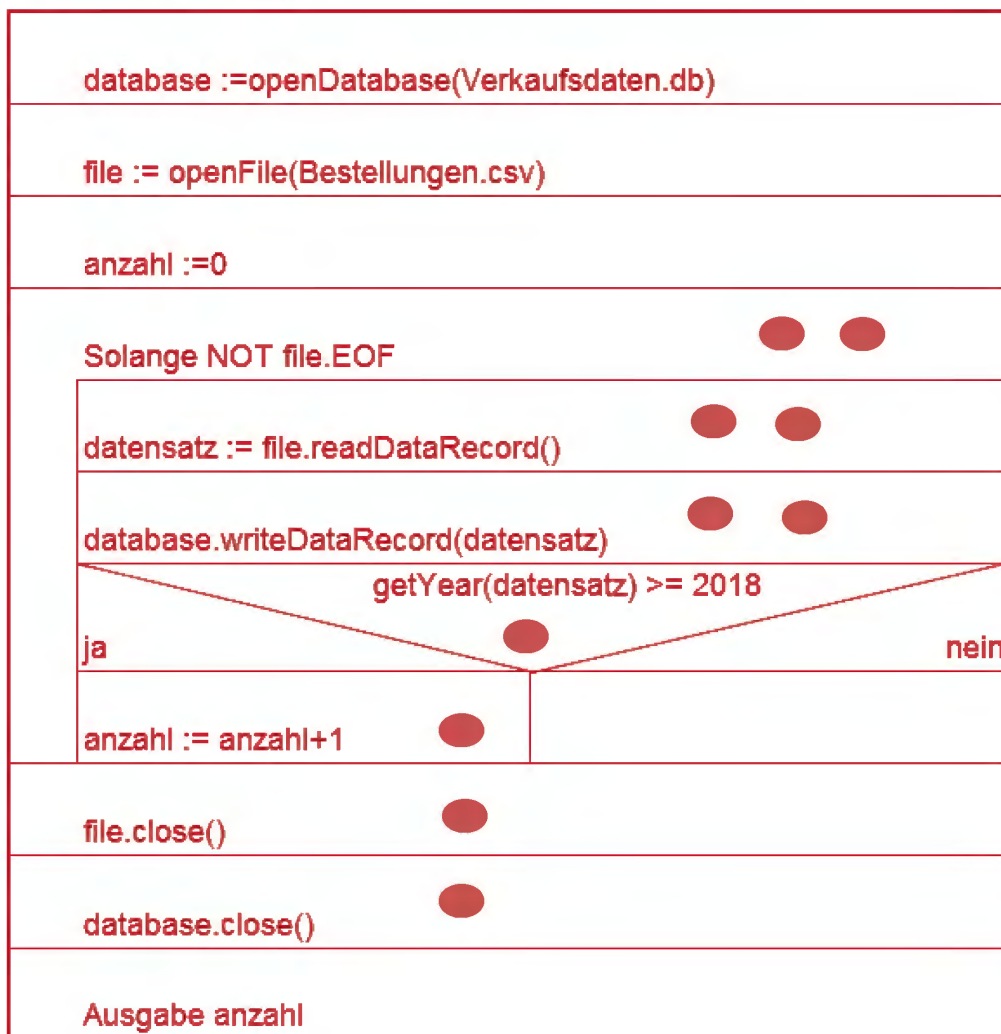 database :=openDatabase(Verkaufsdaten.db)
file := openFile(Bestellungen.csv)
anzahl :=0
Solange NOT file.EOF
datensatz := file.readDataRecord()
database.writeDataRecord(datensatz)
getYear(datensatz) >= 2018
ja nein
anzahl := anzahl+1
file.close()
database.close()
Ausgabe anzahl